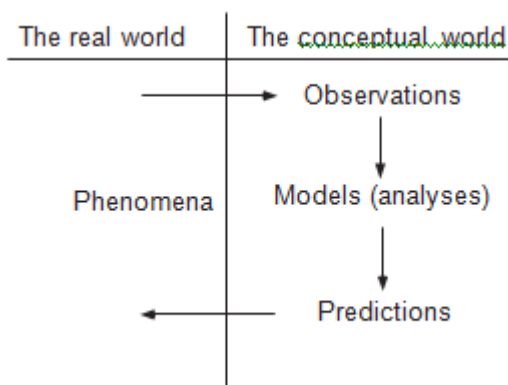 The real world
The conceptual world
Observations
Phenomena
Models (analyses)
Predictions